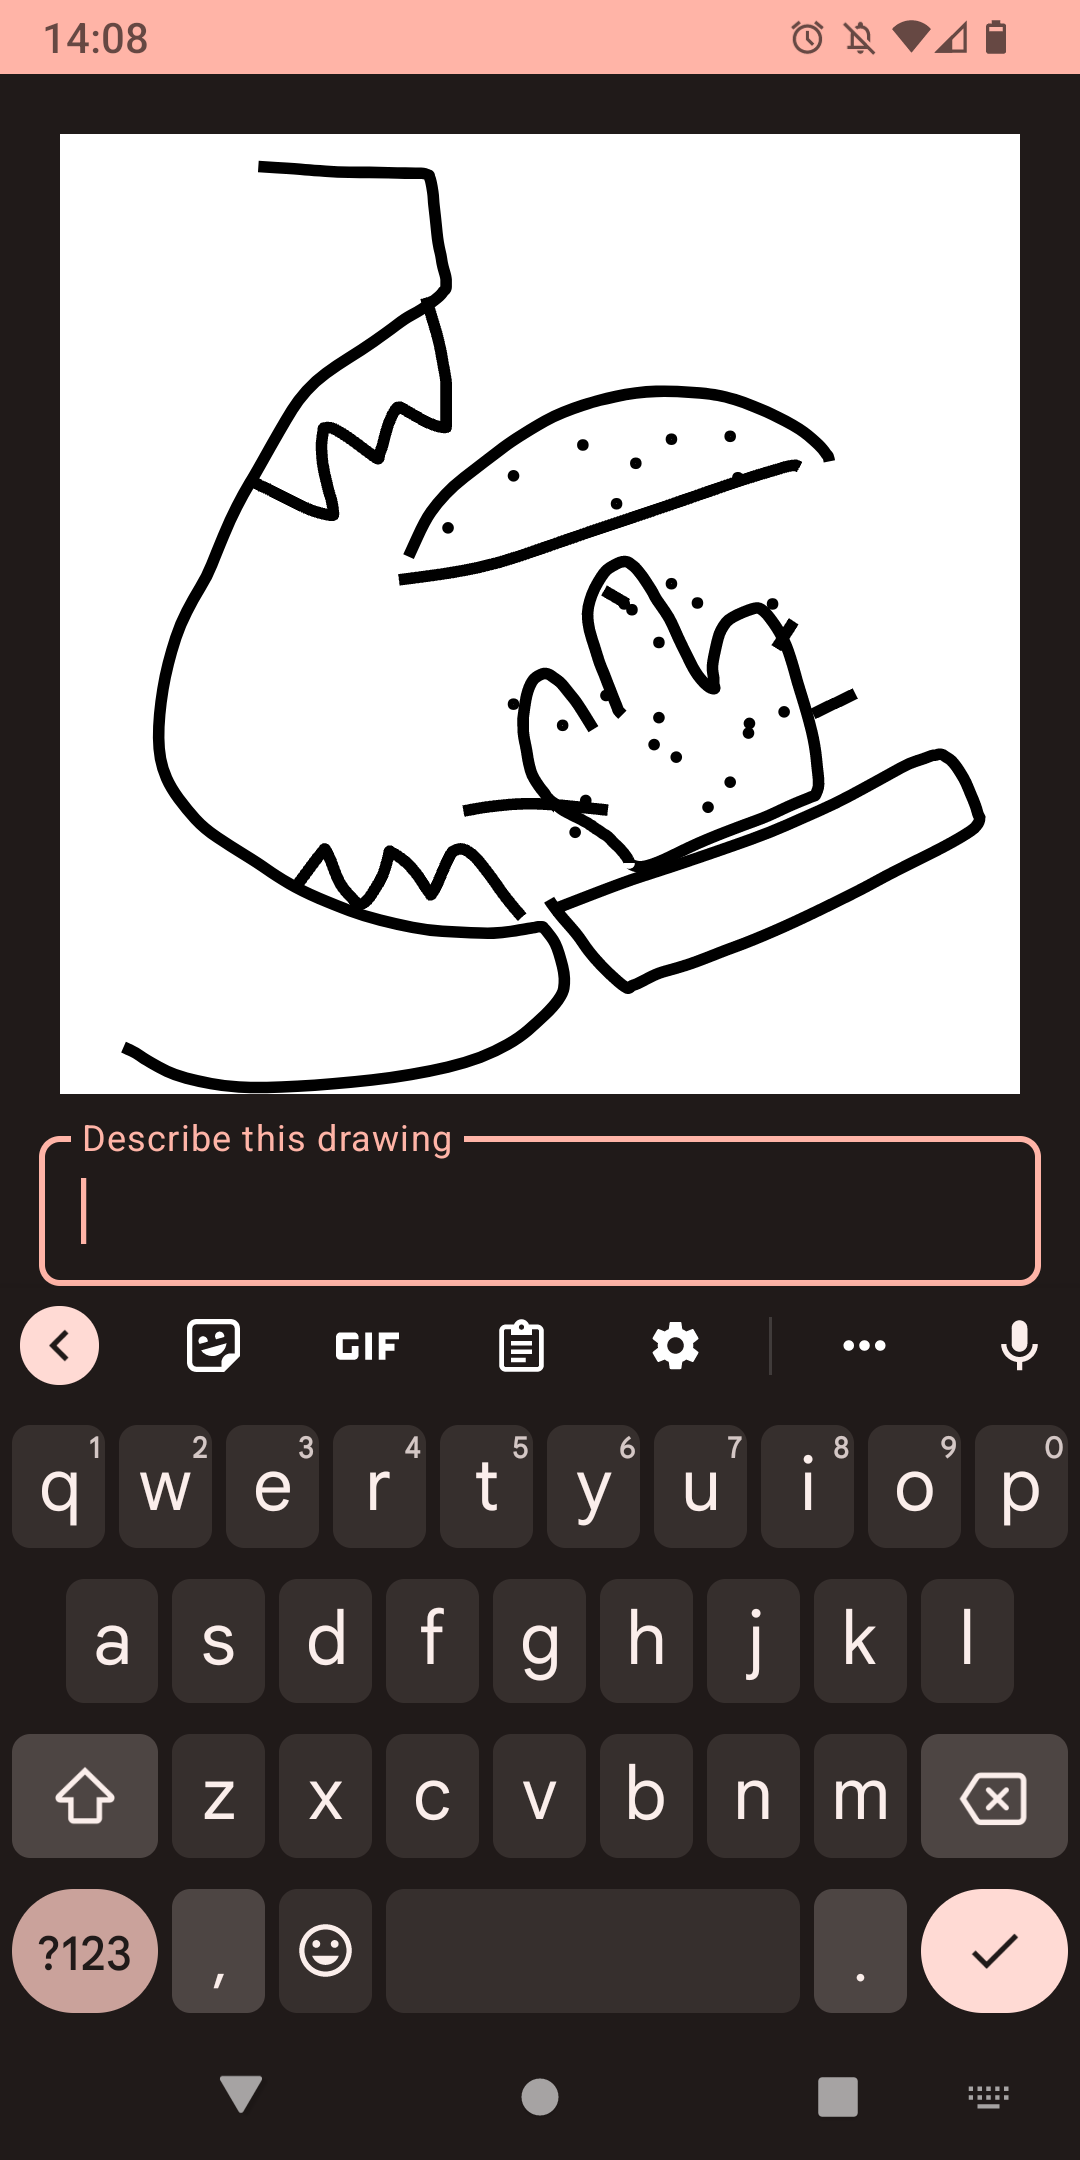 14:08
Describe this drawing
GIF
q 1 w 2 e 3 r 4 t 5 y 6 u 7 i 8 o 9 p 0
a s d f g h j k l
z x c v b n m
?123 , .